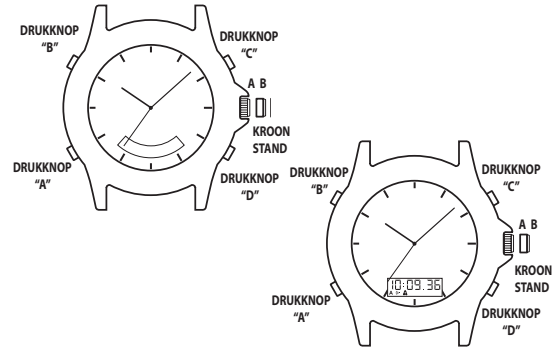 DRUKKNOP
“B”
DRUKKNOP
“C”
A B
KROON
STAND
DRUKKNOP
“A”
DRUKKNOP
“D”
DRUKKNOP
“B”
DRUKKNOP
“C”
A B
KROON
STAND
10:09.36
DRUKKNOP
“A”
DRUKKNOP
“D”